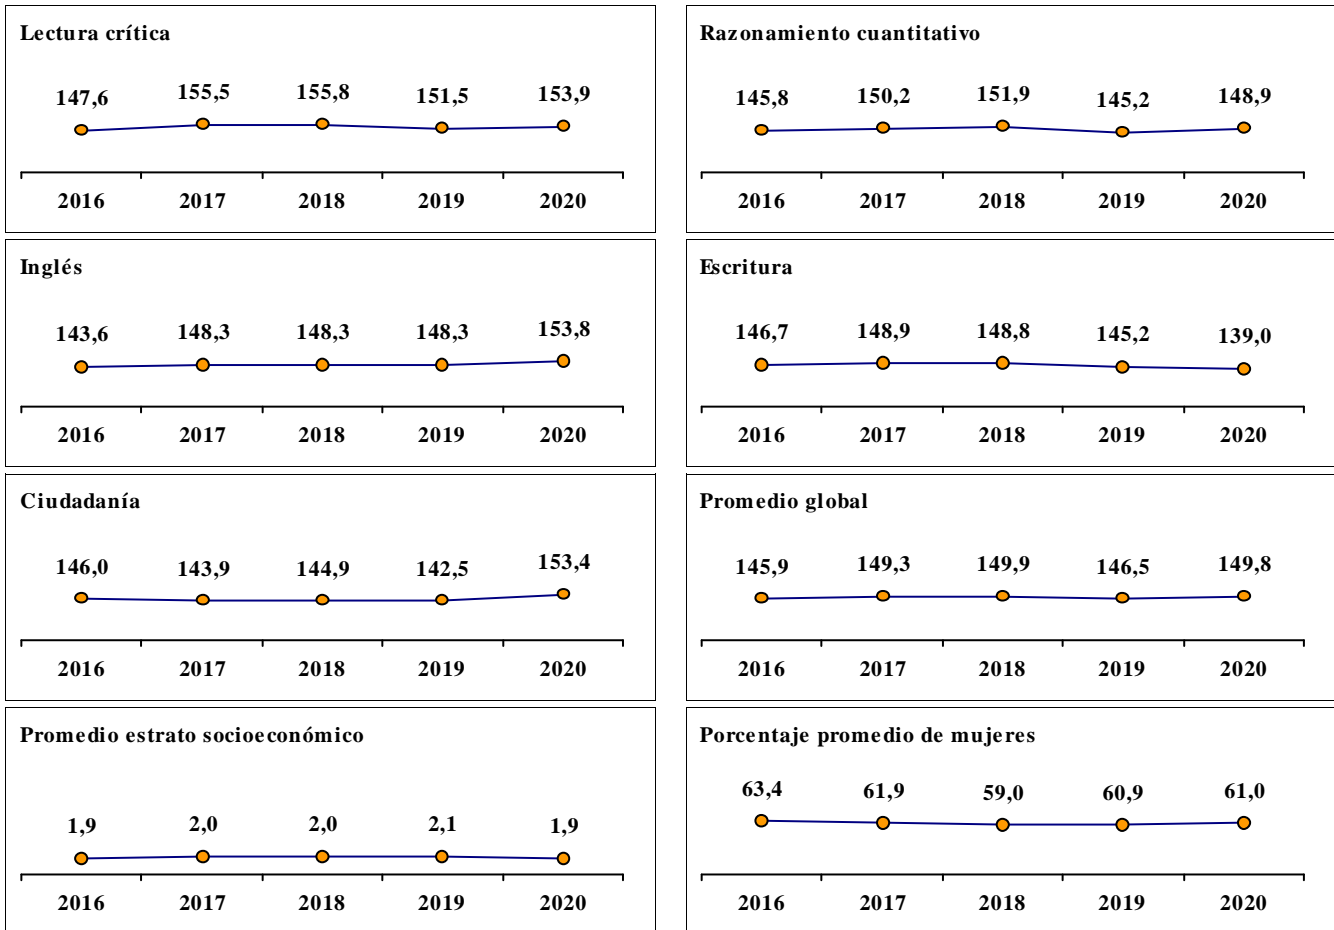 Lectura crítica
147,6 155,5 155,8 151,5 153,9
2016 2017 2018 2019 2020
Razonamiento cuantitativo
145,8 150,2 151,9 145,2 148,9
2016 2017 2018 2019 2020
Inglés
143,6 148,3 148,3 148,3 153,8
2016 2017 2018 2019 2020
Escritura
146,7 148,9 148,8 145,2 139,0
2016 2017 2018 2019 2020
Ciudadanía
146,0 143,9 144,9 142,5 153,4
2016 2017 2018 2019 2020
Promedio global
145,9 149,3 149,9 146,5 149,8
2016 2017 2018 2019 2020
Promedio estrato socioeconómico
1,9 2,0 2,0 2,1 1,9
2016 2017 2018 2019 2020
Porcentaje promedio de mujeres
63,4 61,9 59,0 60,9 61,0
2016 2017 2018 2019 2020